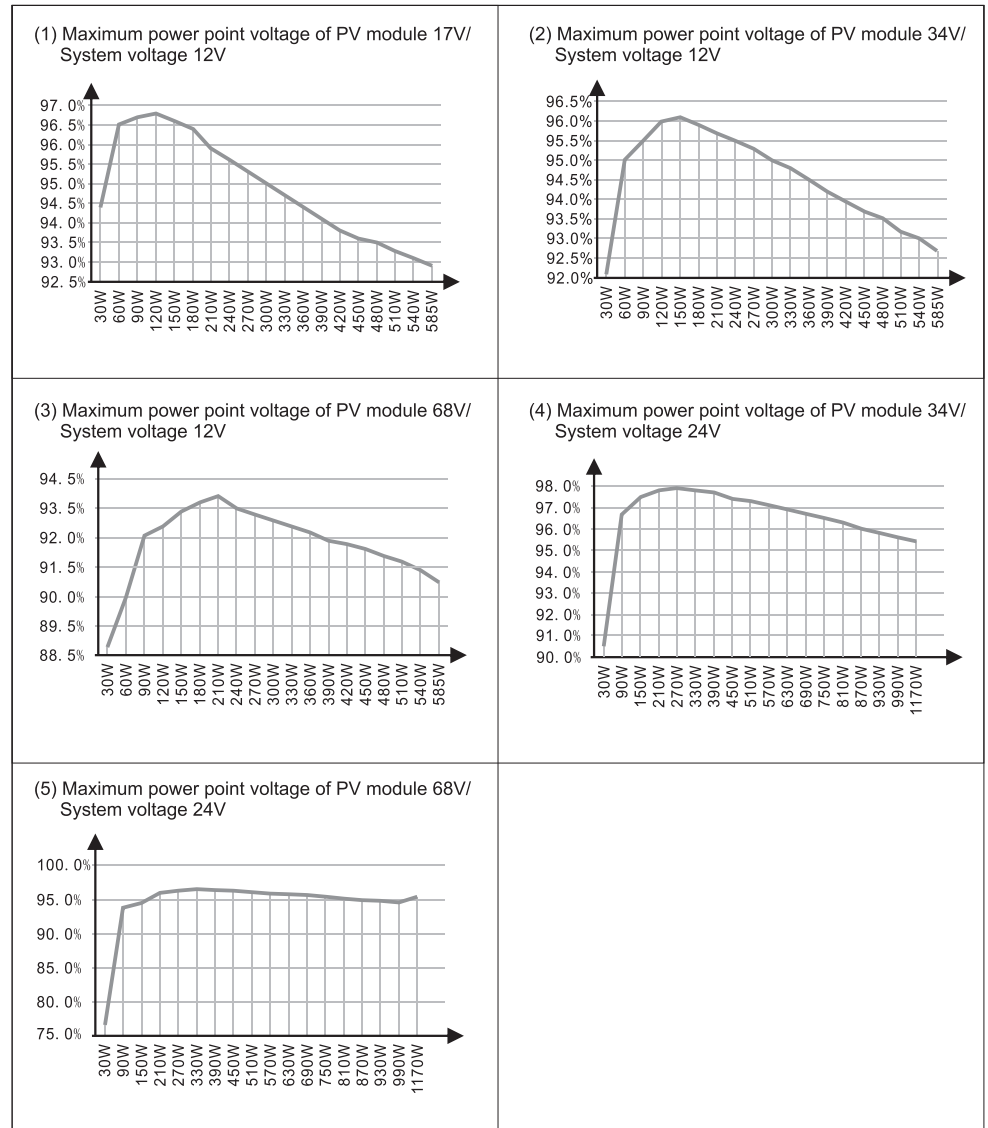 (1) Maximum power point voltage of PV module 17V/
System voltage 12V
97. 0%
96. 5%
96. 0%
95. 5%
95. 0%
94. 5%
94. 0%
93. 5%
93. 0%
92. 5%
30W 60W 90W 120W 150W 180W 210W 240W 270W 300W 330W 360W 390W 420W 450W 480W 510W 540W 585W
(2) Maximum power point voltage of PV module 34V/
System voltage 12V
96.5%
96.0%
95.5%
95.0%
94.5%
94.0%
93.5%
93.0%
92.5%
92.0%
30W 60W 90W 120W 150W 180W 210W 240W 270W 300W 330W 360W 390W 420W 450W 480W 510W 540W 585W
(3) Maximum power point voltage of PV module 68V/
System voltage 12V
94. 5%
93. 5%
92. 0%
91. 5%
90. 0%
89. 5%
88. 5%
30W 60W 90W 120W 150W 180W 210W 240W 270W 300W 330W 360W 390W 420W 450W 480W 510W 540W 585W
(4) Maximum power point voltage of PV module 34V/
System voltage 24V
98. 0%
97. 0%
96. 0%
95. 0%
94. 0%
93. 0%
92. 0%
91. 0%
90. 0%
30W 90W 150W 210W 270W 330W 390W 450W 510W 570W 630W 690W 750W 810W 870W 930W 990W 1170W
(5) Maximum power point voltage of PV module 68V/
System voltage 24V
100. 0%
95. 0%
90. 0%
85. 0%
80. 0%
75. 0%
30W 90W 150W 210W 270W 330W 390W 450W 510W 570W 630W 690W 750W 810W 870W 930W 990W 1170W